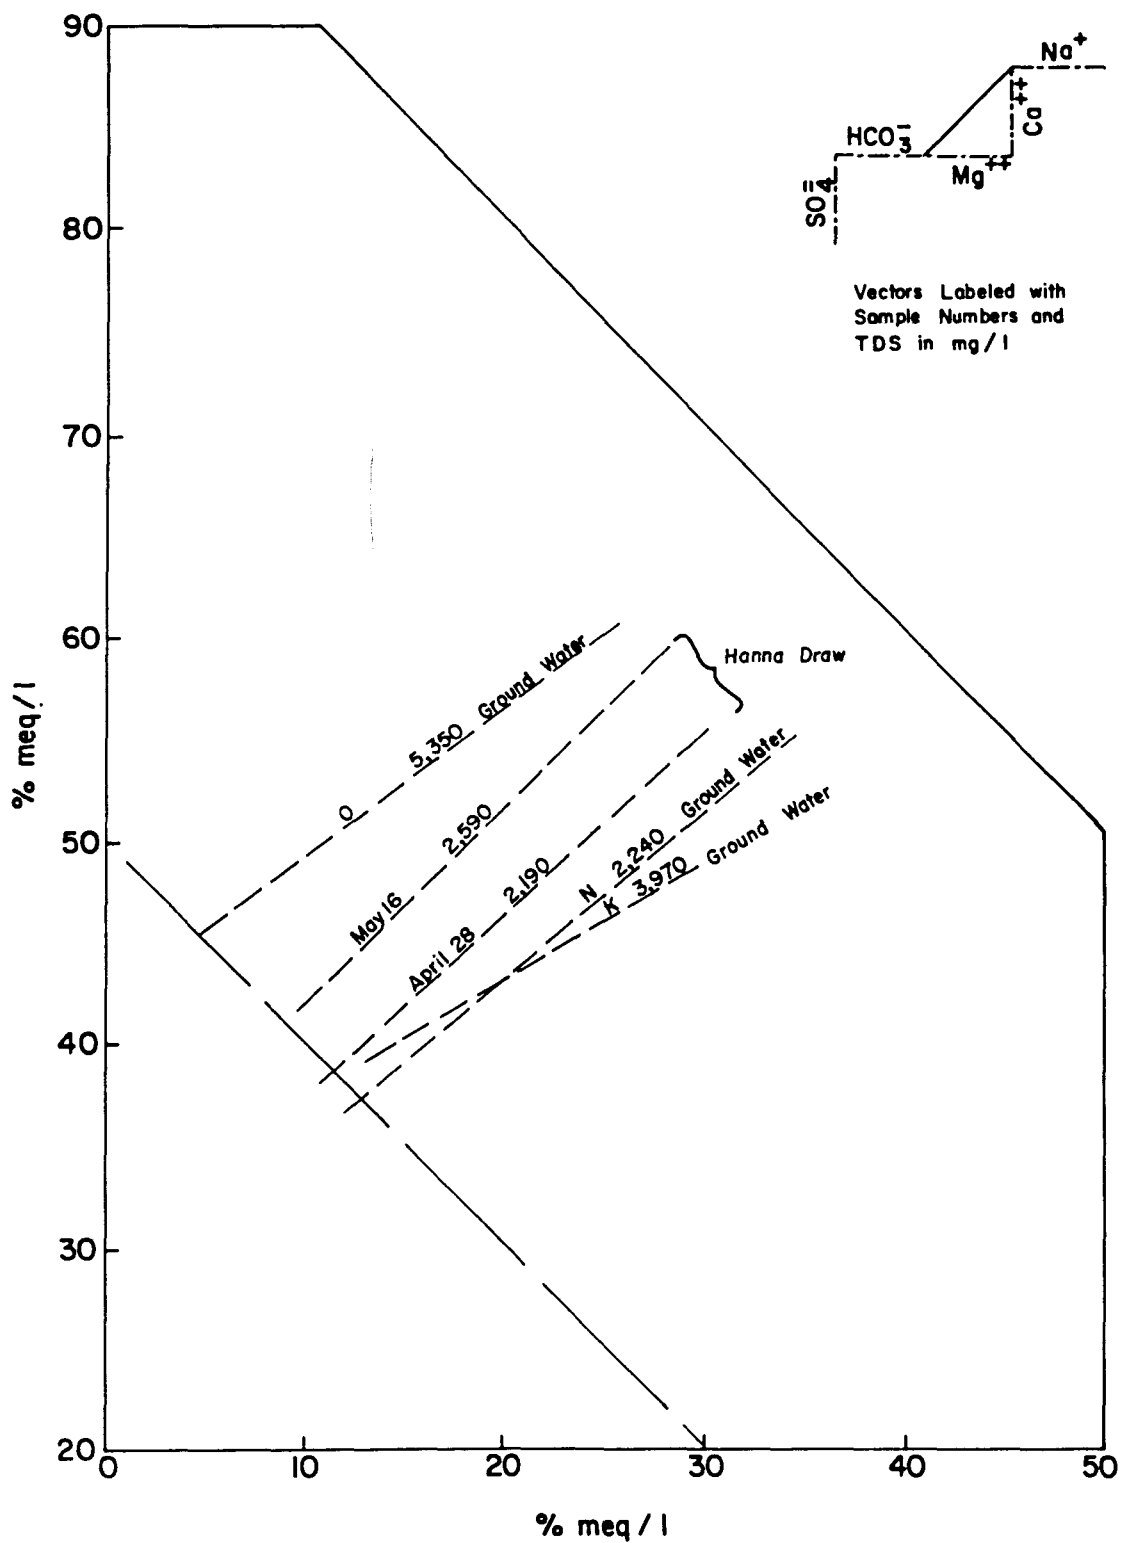 90
80
70
60
50
40
30
20
0
10
20
30
40
50
% meq/l
% meq/l
Na+
Ca++
HCO3−
Mg++
SO4=
Vectors Labeled with
Sample Numbers and
TDS in mg/l
Hanna Draw
O 5,350 Ground Water
May 16 2,590
April 28 2,190
N 2,240 Ground Water
K 3,970 Ground Water